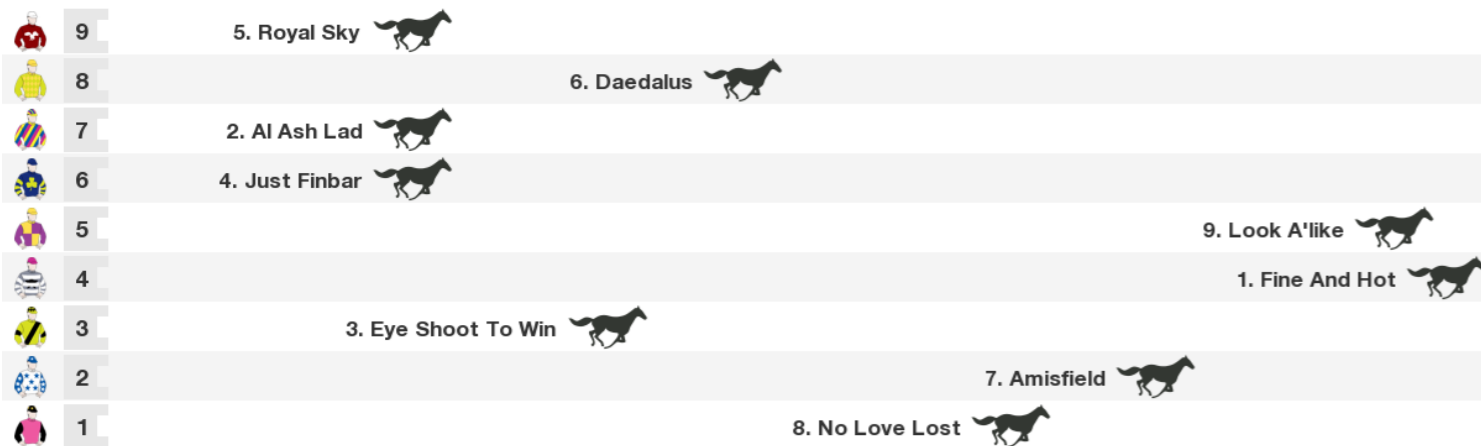 9 5. Royal Sky
8 6. Daedalus
7 2. Al Ash Lad
6 4. Just Finbar
5 9. Look A'like
4 1. Fine And Hot
3 3. Eye Shoot To Win
2 7. Amisfield
1 8. No Love Lost